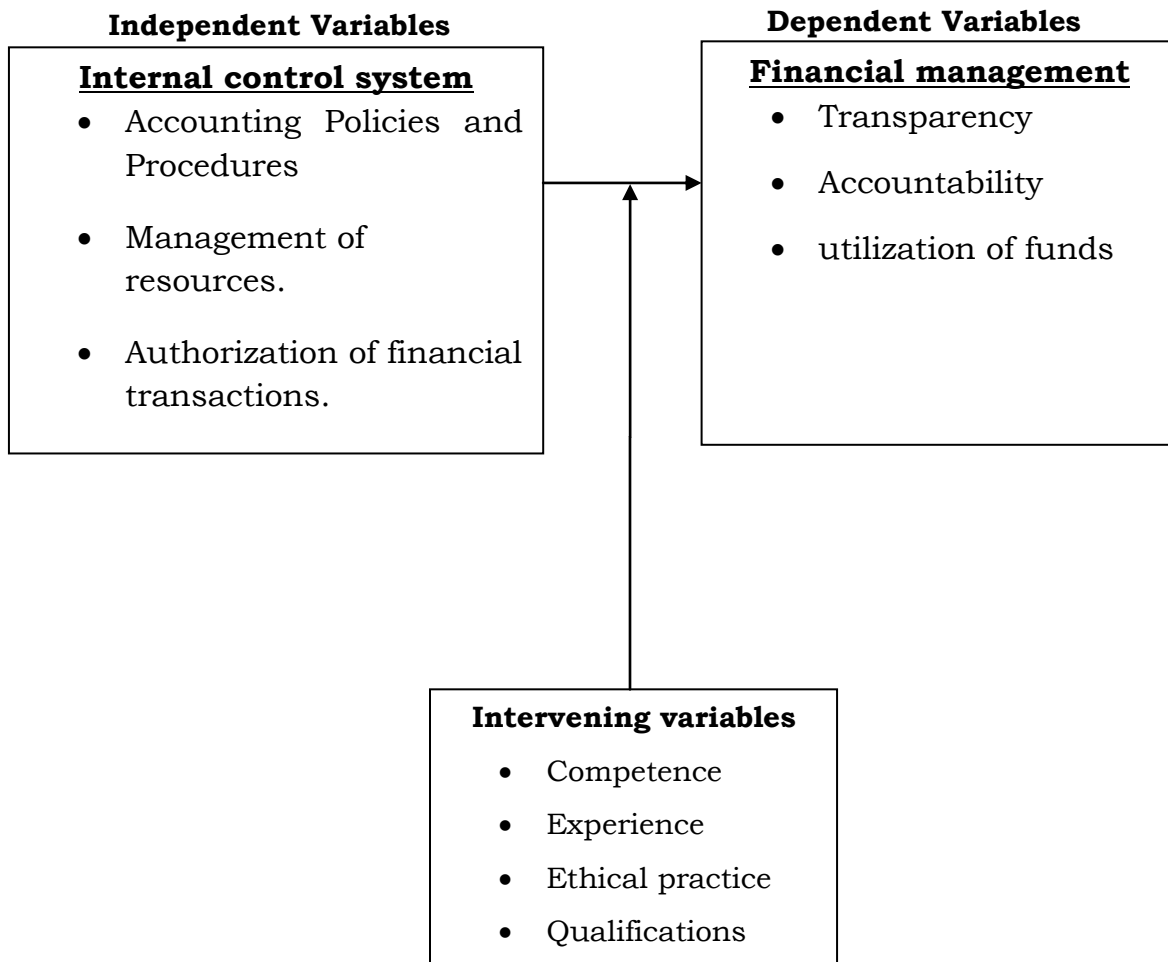 Independent Variables
Internal control system
• Accounting Policies and
Procedures
• Management of
resources.
• Authorization of financial
transactions.
Dependent Variables
Financial management
• Transparency
• Accountability
• utilization of funds
Intervening variables
• Competence
• Experience
• Ethical practice
• Qualifications